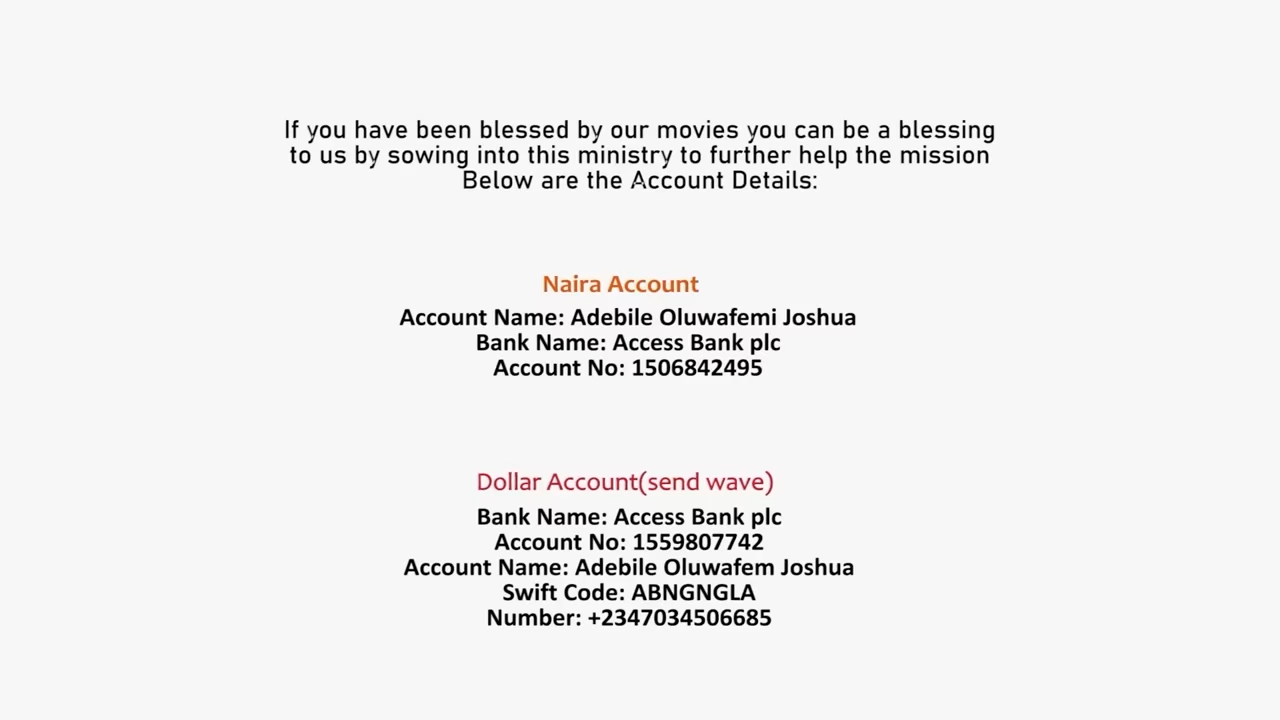 If you have been blessed by our movies you can be a blessing
to us by sowing into this ministry to further help the mission
Below are the Account Details:
Naira Account
Account Name: Adebile Oluwafemi Joshua
Bank Name: Access Bank plc
Account No: 1506842495
Dollar Account(send wave)
Bank Name: Access Bank plc
Account No: 1559807742
Account Name: Adebile Oluwafem Joshua
Swift Code: ABNGNGLA
Number: +2347034506685